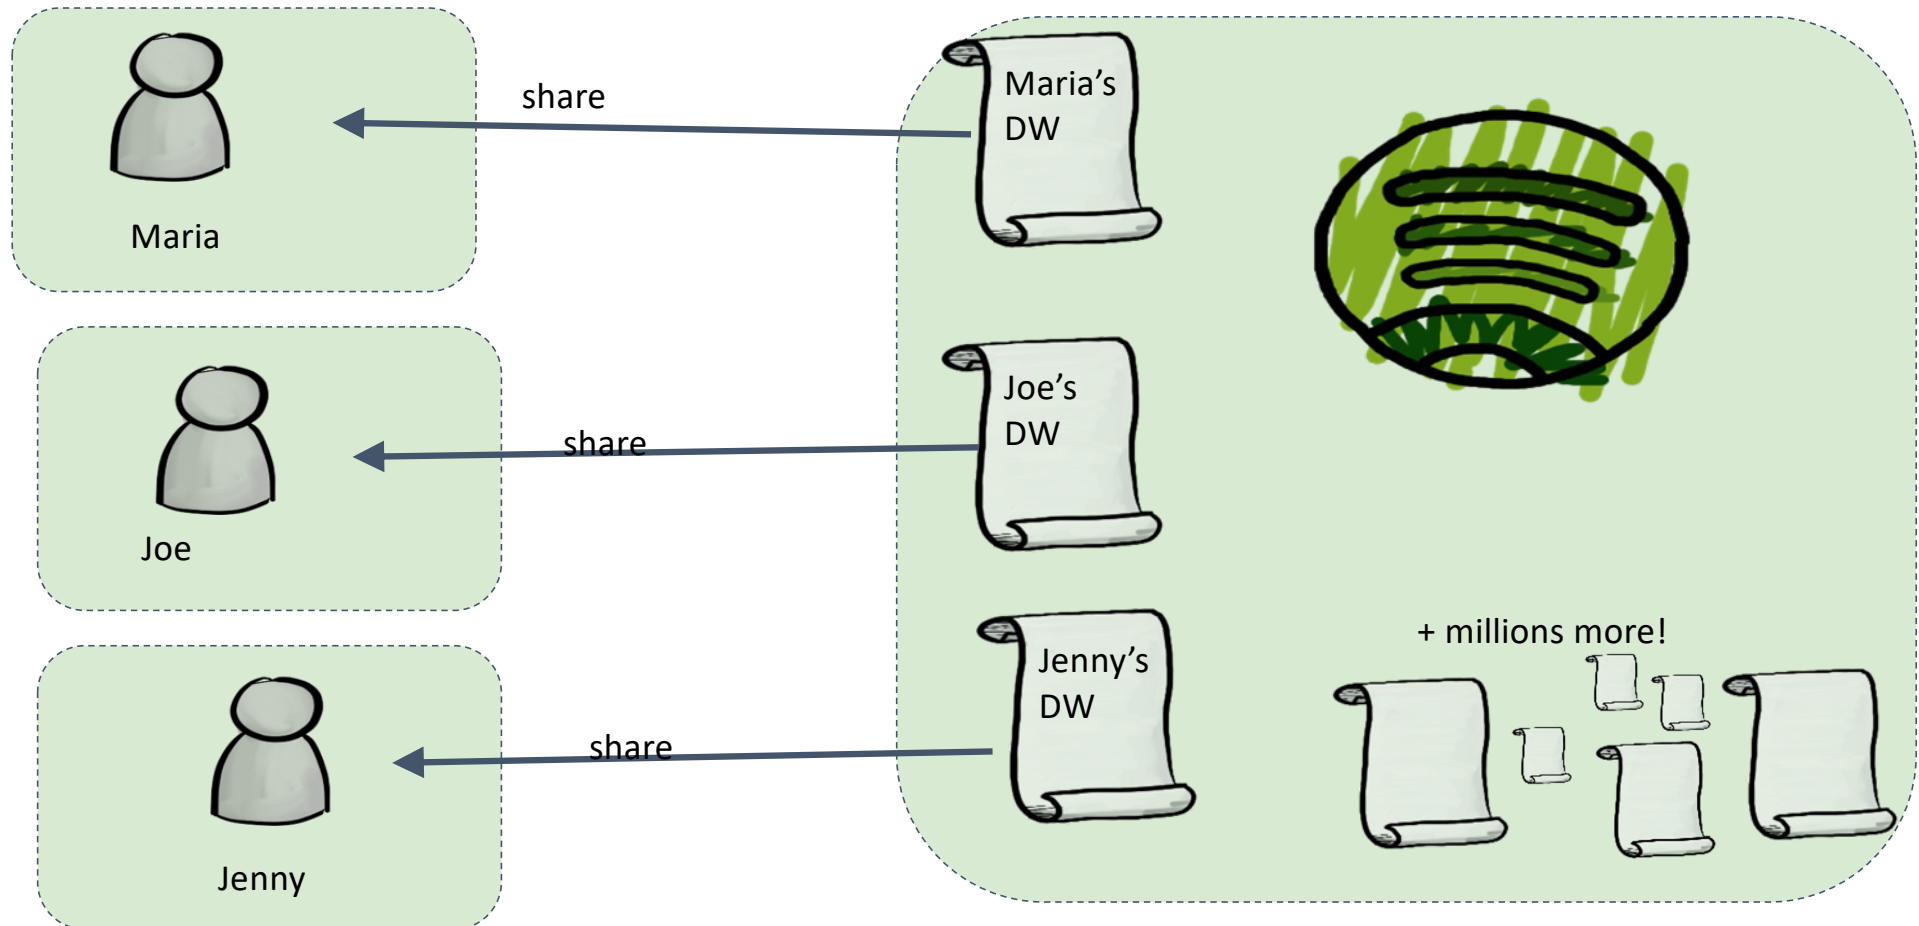 share
Maria's
DW
Maria
share
Joe's
DW
Joe
+ millions more!
Jenny's
DW
share
Jenny